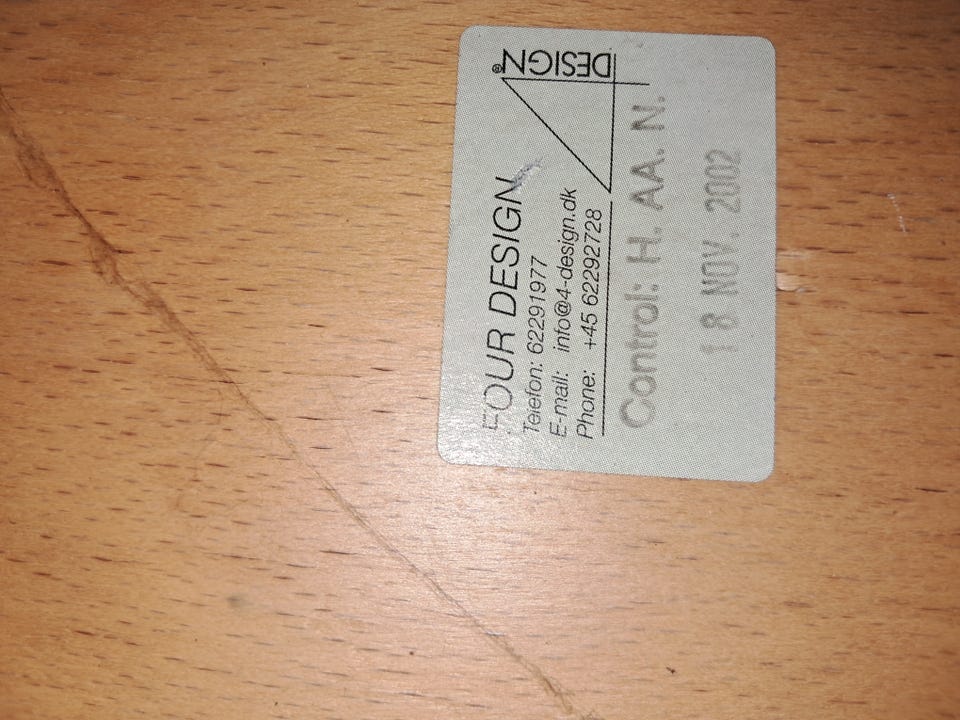 FOUR DESIGN
Telefon: 62291977
E-mail: info@4-design.dk
Phone: +45 62292728
DESIGN®
Control: H. AA. N.
18 NOV. 2002